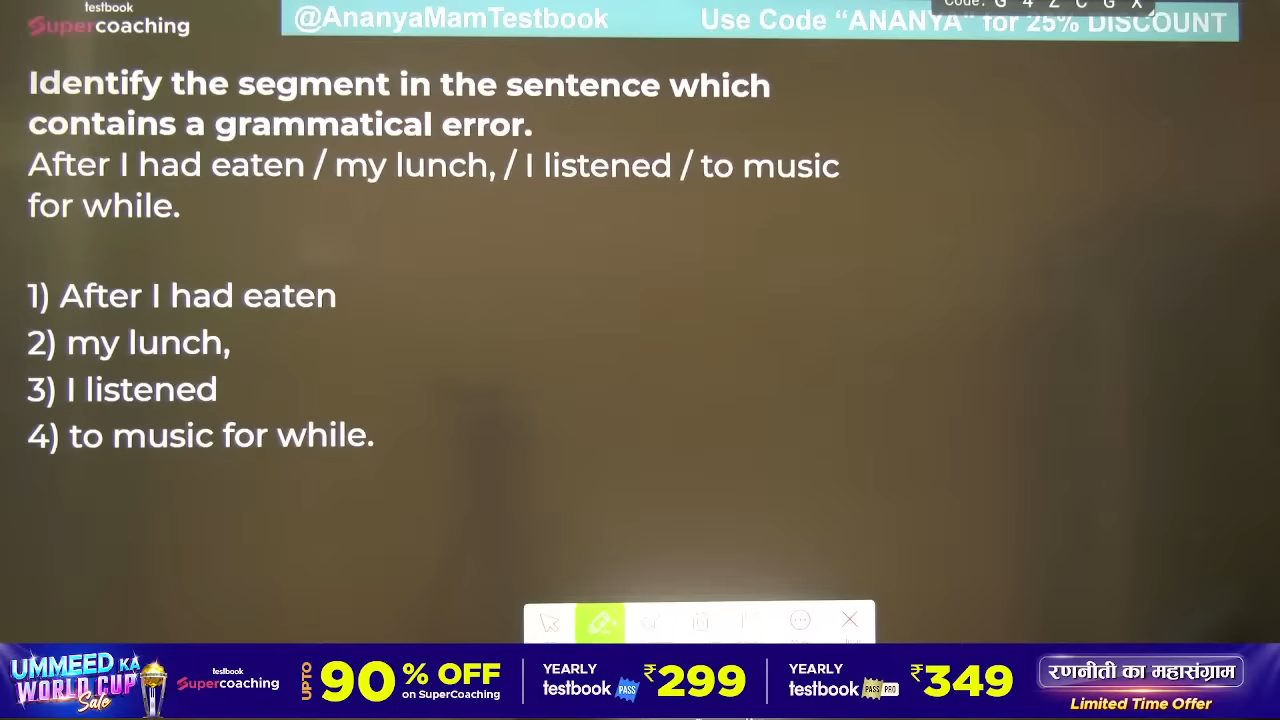 testbook
Supercoaching
@AnanyaMamTestbook
Use Code “ANANYA” for 25% DISCOUNT
Code: G 4 Z C G X
Identify the segment in the sentence which
contains a grammatical error.
After I had eaten / my lunch, / I listened / to music
for while.
1) After I had eaten
2) my lunch,
3) I listened
4) to music for while.
UMMEED KA
WORLD CUP
Sale
testbook
Supercoaching
UPTO
90% OFF
on SuperCoaching
YEARLY
testbook PASS
₹299
YEARLY
testbook PASS PRO
₹349
रणनीती का महासंग्राम
Limited Time Offer